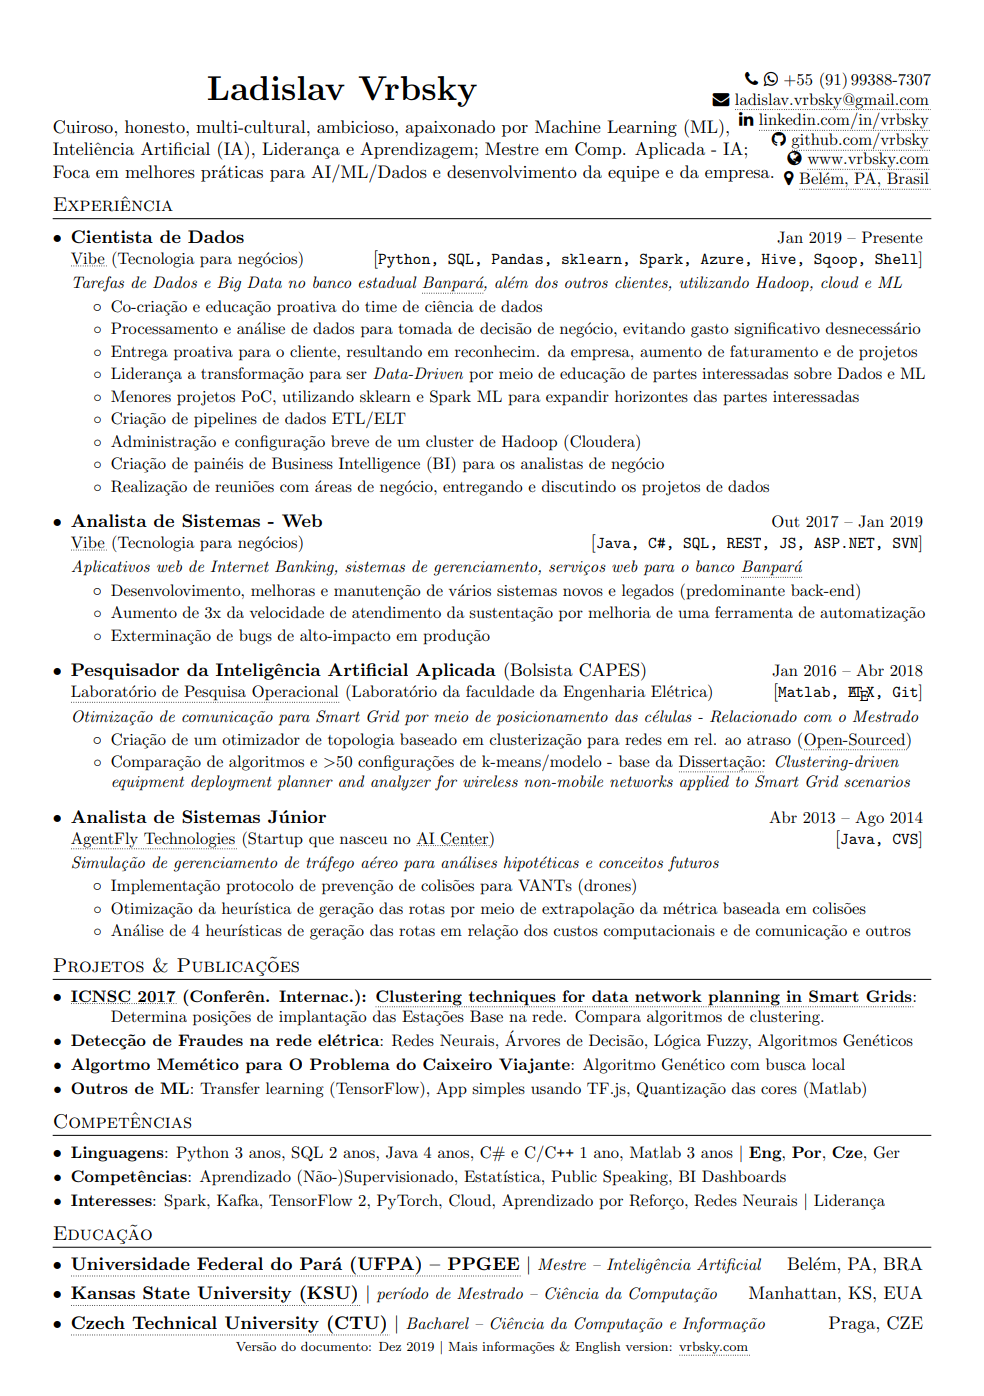 Ladislav Vrbsky
+55 (91) 99388-7307
ladislav.vrbsky@gmail.com
linkedin.com/in/vrbsky
github.com/vrbsky
www.vrbsky.com
Belém, PA, Brasil
Cuiroso, honesto, multi-cultural, ambicioso, apaixonado por Machine Learning (ML),
Inteliência Artificial (IA), Liderança e Aprendizagem; Mestre em Comp. Aplicada - IA;
Foca em melhores práticas para AI/ML/Dados e desenvolvimento da equipe e da empresa.
Experiência
• Cientista de Dados Jan 2019 – Presente
Vibe (Tecnologia para negócios) [Python, SQL, Pandas, sklearn, Spark, Azure, Hive, Sqoop, Shell]
Tarefas de Dados e Big Data no banco estadual Banpará, além dos outros clientes, utilizando Hadoop, cloud e ML
◦ Co-criação e educação proativa do time de ciência de dados
◦ Processamento e análise de dados para tomada de decisão de negócio, evitando gasto significativo desnecessário
◦ Entrega proativa para o cliente, resultando em reconhecim. da empresa, aumento de faturamento e de projetos
◦ Liderança a transformação para ser Data-Driven por meio de educação de partes interessadas sobre Dados e ML
◦ Menores projetos PoC, utilizando sklearn e Spark ML para expandir horizontes das partes interessadas
◦ Criação de pipelines de dados ETL/ELT
◦ Administração e configuração breve de um cluster de Hadoop (Cloudera)
◦ Criação de painéis de Business Intelligence (BI) para os analistas de negócio
◦ Realização de reuniões com áreas de negócio, entregando e discutindo os projetos de dados
• Analista de Sistemas - Web Out 2017 – Jan 2019
Vibe (Tecnologia para negócios) [Java, C#, SQL, REST, JS, ASP.NET, SVN]
Aplicativos web de Internet Banking, sistemas de gerenciamento, serviços web para o banco Banpará
◦ Desenvolovimento, melhoras e manutenção de vários sistemas novos e legados (predominante back-end)
◦ Aumento de 3x da velocidade de atendimento da sustentação por melhoria de uma ferramenta de automatização
◦ Exterminação de bugs de alto-impacto em produção
• Pesquisador da Inteligência Artificial Aplicada (Bolsista CAPES) Jan 2016 – Abr 2018
Laboratório de Pesquisa Operacional (Laboratório da faculdade da Engenharia Elétrica) [Matlab, LATEX, Git]
Otimização de comunicação para Smart Grid por meio de posicionamento das células - Relacionado com o Mestrado
◦ Criação de um otimizador de topologia baseado em clusterização para redes em rel. ao atraso (Open-Sourced)
◦ Comparação de algoritmos e >50 configurações de k-means/modelo - base da Dissertação: Clustering-driven
equipment deployment planner and analyzer for wireless non-mobile networks applied to Smart Grid scenarios
• Analista de Sistemas Júnior Abr 2013 – Ago 2014
AgentFly Technologies (Startup que nasceu no AI Center) [Java, CVS]
Simulação de gerenciamento de tráfego aéreo para análises hipotéticas e conceitos futuros
◦ Implementação protocolo de prevenção de colisões para VANTs (drones)
◦ Otimização da heurística de geração das rotas por meio de extrapolação da métrica baseada em colisões
◦ Análise de 4 heurísticas de geração das rotas em relação dos custos computacionais e de comunicação e outros
Projetos & Publicações
• ICNSC 2017 (Conferên. Internac.): Clustering techniques for data network planning in Smart Grids:
Determina posições de implantação das Estações Base na rede. Compara algoritmos de clustering.
• Detecção de Fraudes na rede elétrica: Redes Neurais, Árvores de Decisão, Lógica Fuzzy, Algoritmos Genéticos
• Algortmo Memético para O Problema do Caixeiro Viajante: Algoritmo Genético com busca local
• Outros de ML: Transfer learning (TensorFlow), App simples usando TF.js, Quantização das cores (Matlab)
Competências
• Linguagens: Python 3 anos, SQL 2 anos, Java 4 anos, C# e C/C++ 1 ano, Matlab 3 anos | Eng, Por, Cze, Ger
• Competências: Aprendizado (Não-)Supervisionado, Estatística, Public Speaking, BI Dashboards
• Interesses: Spark, Kafka, TensorFlow 2, PyTorch, Cloud, Aprendizado por Reforço, Redes Neurais | Liderança
Educação
• Universidade Federal do Pará (UFPA) – PPGEE | Mestre – Inteligência Artificial Belém, PA, BRA
• Kansas State University (KSU) | período de Mestrado – Ciência da Computação Manhattan, KS, EUA
• Czech Technical University (CTU) | Bacharel – Ciência da Computação e Informação Praga, CZE
Versão do documento: Dez 2019 | Mais informações & English version: vrbsky.com